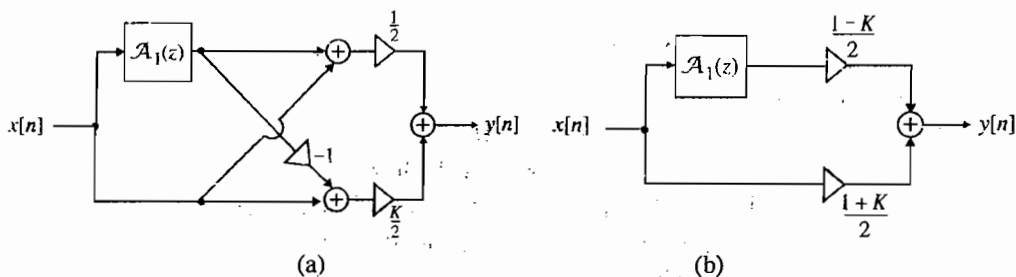 x[n]
𝒜₁(z)
-1
+
+
1/2
K/2
+
y[n]
(a)
x[n]
𝒜₁(z)
1 - K
2
1 + K
2
+
y[n]
(b)